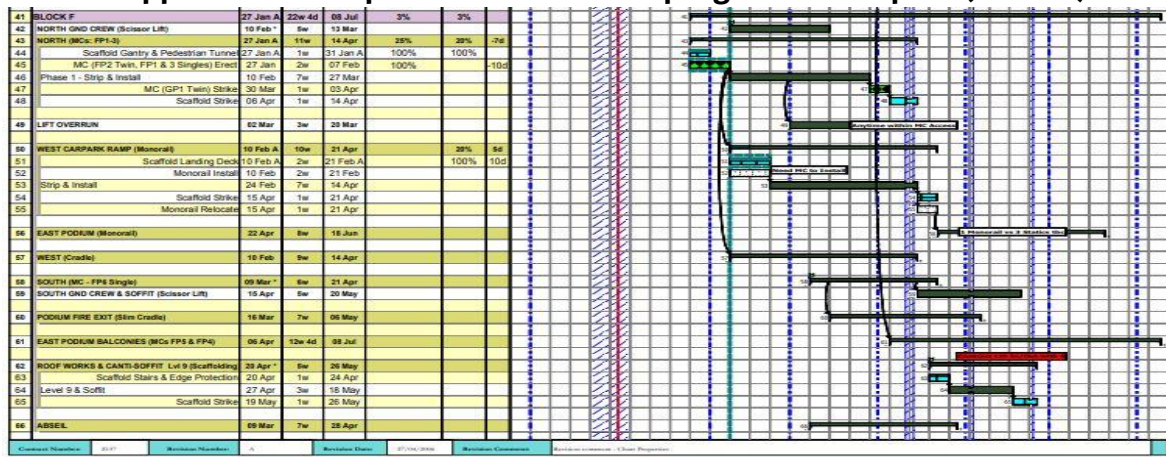 41 BLOCK F 27 Jan A 22w 4d 08 Jul 3% 3%
42 NORTH GND CREW (Scissor Lift) 10 Feb * 5w 13 Mar
43 NORTH (MCs: FP1-3) 27 Jan A 11w 14 Apr 25% 20% -7d
44 Scaffold Gantry & Pedestrian Tunnel 27 Jan A 1w 31 Jan A 100% 100%
45 MC (FP2 Twin, FP1 & 3 Singles) Erect 27 Jan 2w 07 Feb 100% -10d
46 Phase 1 - Strip & Install 10 Feb 7w 27 Mar
47 MC (GP1 Twin) Strike 30 Mar 1w 03 Apr
48 Scaffold Strike 06 Apr 1w 14 Apr
49 LIFT OVERRUN 02 Mar 3w 20 Mar
Anytime within MC Access
50 WEST CARPARK RAMP (Monorail) 10 Feb A 10w 21 Apr 20% 5d
51 Scaffold Landing Deck 10 Feb A 2w 21 Feb A 100% 10d
52 Monorail Install 10 Feb 2w 21 Feb
Need MC to Install
53 Strip & Install 24 Feb 7w 14 Apr
54 Scaffold Strike 15 Apr 1w 21 Apr
55 Monorail Relocate 15 Apr 1w 21 Apr
56 EAST PODIUM (Monorail) 22 Apr 8w 18 Jun
1 Monorail vs 3 Statics
57 WEST (Cradle) 10 Feb 9w 14 Apr
58 SOUTH (MC - FP6 Single) 09 Mar * 6w 21 Apr
59 SOUTH GND CREW & SOFFIT (Scissor Lift) 15 Apr 5w 20 May
60 PODIUM FIRE EXIT (Slim Cradle) 16 Mar 7w 06 May
61 EAST PODIUM BALCONIES (MCs FP5 & FP4) 06 Apr 12w 4d 08 Jul
62 ROOF WORKS & CANTI-SOFFIT Lvl 9 (Scaffolding) 20 Apr * 5w 26 May
63 Scaffold Stairs & Edge Protection 20 Apr 1w 24 Apr
64 Level 9 & Soffit 27 Apr 3w 18 May
65 Scaffold Strike 19 May 1w 26 May
66 ABSEIL 09 Mar 7w 28 Apr
Contract Number Revision Number A Revision Date Revision Comment